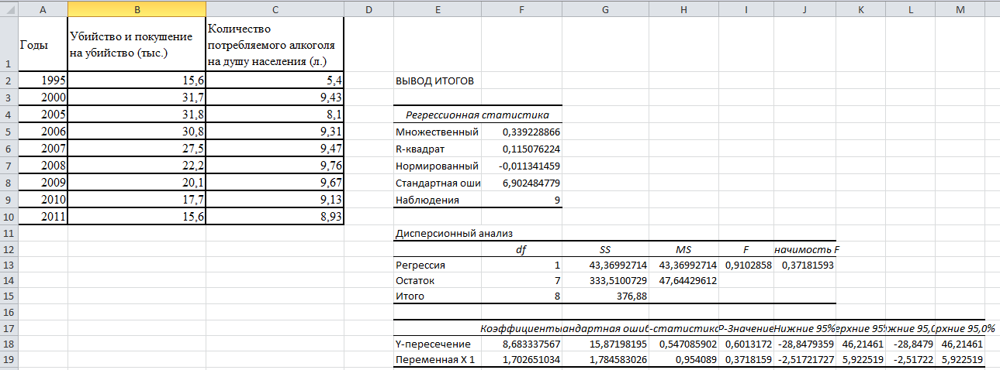 A B C D E F G H I J K L M
1 Годы Убийство и покушение на убийство (тыс.) Количество потребляемого алкоголя на душу населения (л.)
2 1995 15,6 5,4 ВЫВОД ИТОГОВ
3 2000 31,7 9,43
4 2005 31,8 8,1 Регрессионная статистика
5 2006 30,8 9,31 Множественный 0,339228866
6 2007 27,5 9,47 R-квадрат 0,115076224
7 2008 22,2 9,76 Нормированный -0,011341459
8 2009 20,1 9,67 Стандартная оши 6,902484779
9 2010 17,7 9,13 Наблюдения 9
10 2011 15,6 8,93
11 Дисперсионный анализ
12 df SS MS F начимость F
13 Регрессия 1 43,36992714 43,36992714 0,9102858 0,37181593
14 Остаток 7 333,5100729 47,64429612
15 Итого 8 376,88
16
17 Коэффициенты андартная ошиб -статистика P-Значение Нижние 95% ерхние 95% жние 95,0 рхние 95,0%
18 Y-пересечение 8,683337567 15,87198195 0,547085902 0,6013172 -28,8479359 46,21461 -28,8479 46,21461
19 Переменная X 1 1,702651034 1,784583026 0,954089 0,3718159 -2,51721727 5,922519 -2,51722 5,922519